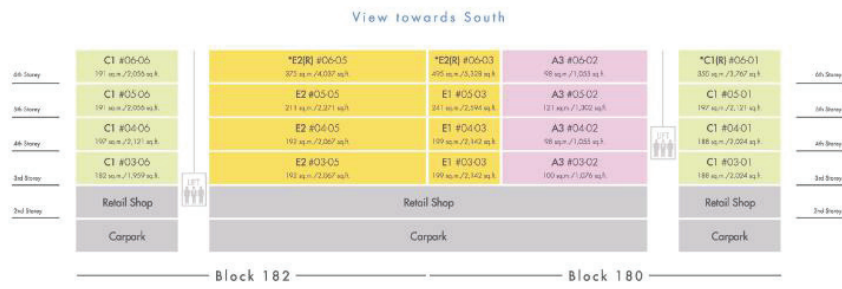 View towards South
C1 #06-06
191 sq.m./2,056 sq.ft.
*E2(R) #06-05
375 sq.m./4,037 sq.ft.
*E2(R) #06-03
495 sq.m./5,328 sq.ft.
A3 #06-02
98 sq.m./1,055 sq.ft.
*C1(R) #06-01
350 sq.m./3,767 sq.ft.
6th Storey
6th Storey
C1 #05-06
191 sq.m./2,056 sq.ft.
E2 #05-05
211 sq.m./2,271 sq.ft.
E1 #05-03
241 sq.m./2,594 sq.ft.
A3 #05-02
121 sq.m./1,302 sq.ft.
C1 #05-01
197 sq.m./2,121 sq.ft.
5th Storey
5th Storey
C1 #04-06
197 sq.m./2,121 sq.ft.
E2 #04-05
192 sq.m./2,067 sq.ft.
E1 #04-03
199 sq.m./2,142 sq.ft.
A3 #04-02
98 sq.m./1,055 sq.ft.
C1 #04-01
188 sq.m./2,024 sq.ft.
4th Storey
LIFT
4th Storey
C1 #03-06
182 sq.m./1,959 sq.ft.
E2 #03-05
192 sq.m./2,067 sq.ft.
E1 #03-03
199 sq.m./2,142 sq.ft.
A3 #03-02
100 sq.m./1,076 sq.ft.
C1 #03-01
188 sq.m./2,024 sq.ft.
3rd Storey
LIFT
3rd Storey
Retail Shop
Retail Shop
Retail Shop
2nd Storey
2nd Storey
Carpark
Carpark
Carpark
Block 182
Block 180